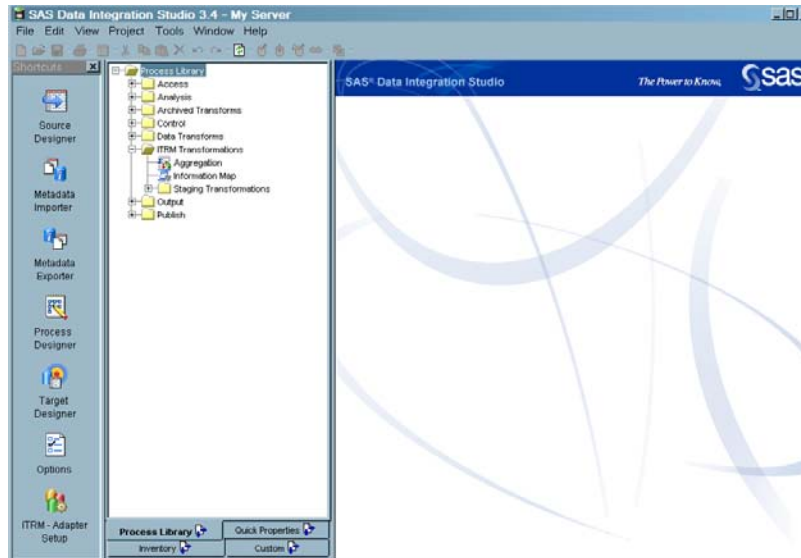 SAS Data Integration Studio 3.4 - My Server
File Edit View Project Tools Window Help
Shortcuts
Source
Designer
Metadata
Importer
Metadata
Exporter
Process
Designer
Target
Designer
Options
ITRM - Adapter
Setup
Process Library
Access
Analysis
Archived Transforms
Control
Data Transforms
ITRM Transformations
Aggregation
Information Map
Staging Transformations
Output
Publish
Process Library
Quick Properties
Inventory
Custom
SAS® Data Integration Studio
The Power to Know.
sas